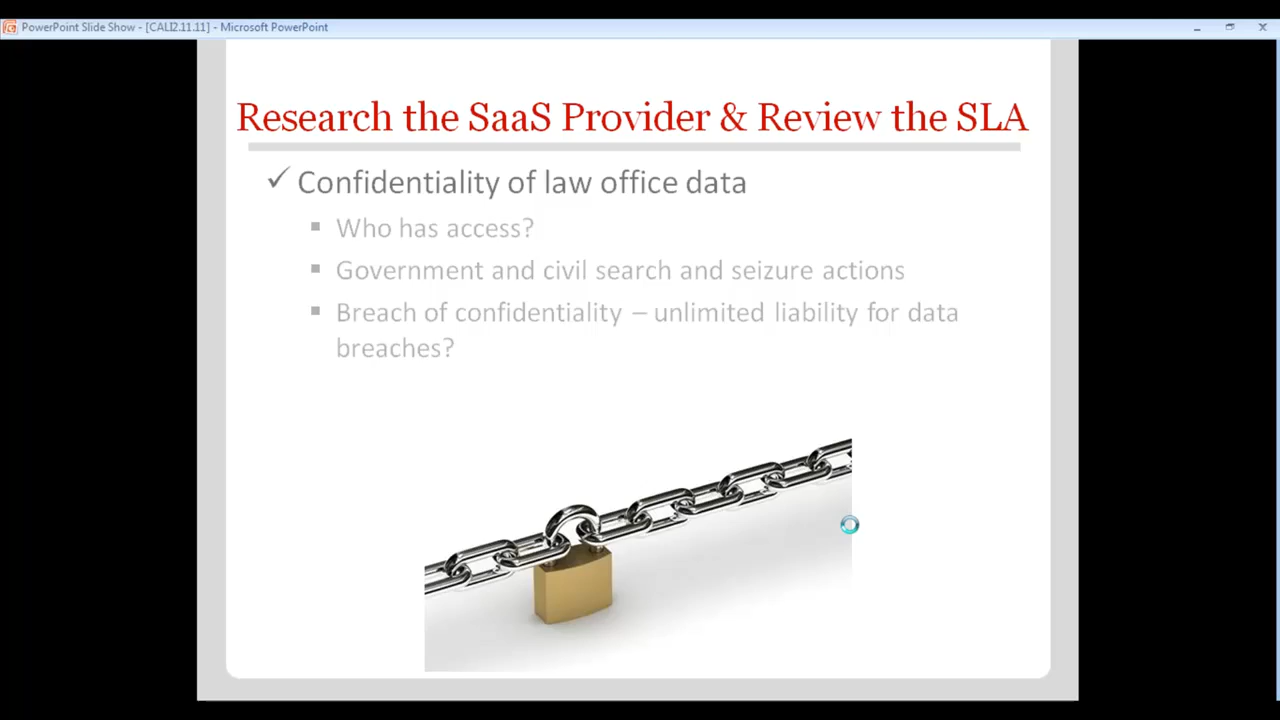 PowerPoint Slide Show - [CALI2.11.11] - Microsoft PowerPoint
Research the SaaS Provider & Review the SLA
✓ Confidentiality of law office data
▪ Who has access?
▪ Government and civil search and seizure actions
▪ Breach of confidentiality – unlimited liability for data
breaches?